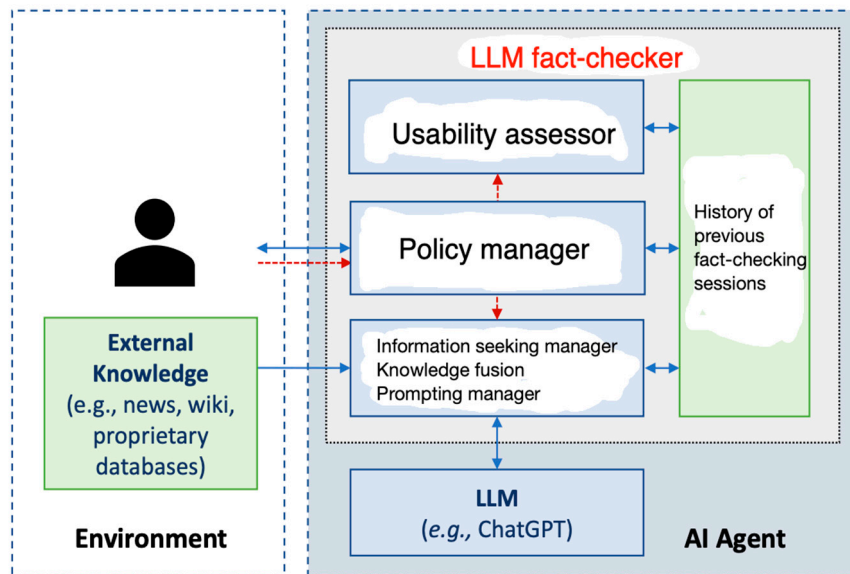 LLM fact-checker
Usability assessor
Policy manager
History of
previous
fact-checking
sessions
Information seeking manager
Knowledge fusion
Prompting manager
External
Knowledge
(e.g., news, wiki,
proprietary
databases)
LLM
(e.g., ChatGPT)
Environment
AI Agent